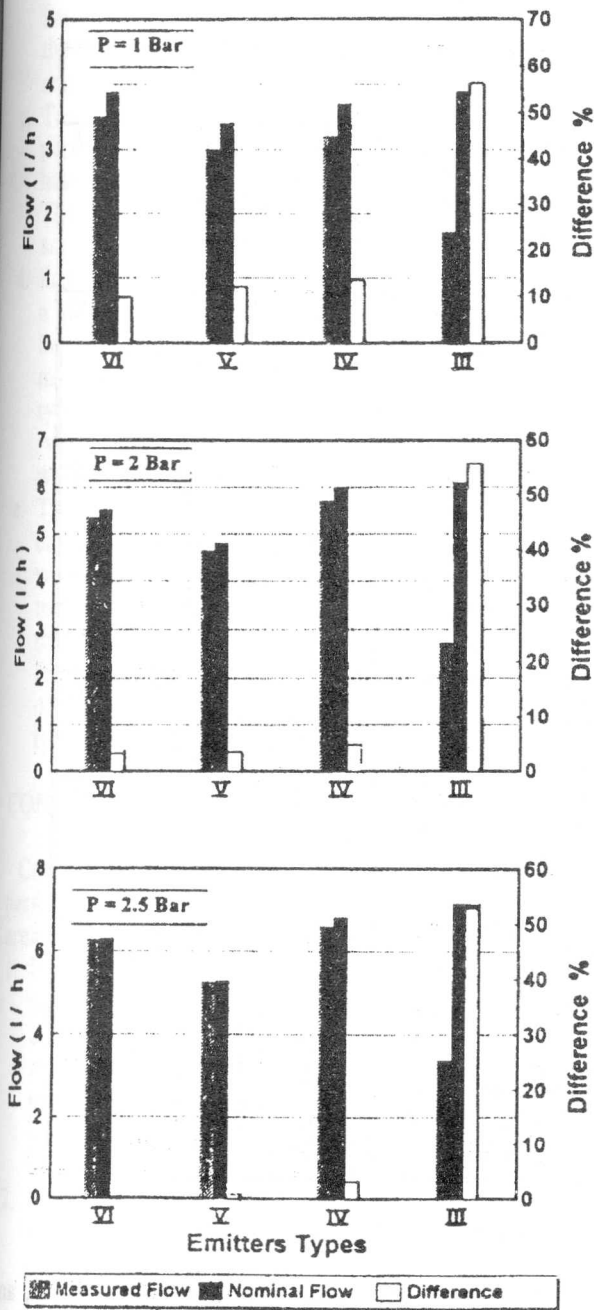 P = 1 Bar
Flow ( l / h )
5
4
3
2
1
0
70
60
50
40
30
20
10
0
Difference %
VI V IV III
P = 2 Bar
Flow ( l / h )
7
6
5
4
3
2
1
0
60
50
40
30
20
10
0
Difference %
VI V IV III
P = 2.5 Bar
Flow ( l / h )
8
6
4
2
0
60
50
40
30
20
10
0
Difference %
VI V IV III
Emitters Types
Measured Flow Nominal Flow Difference